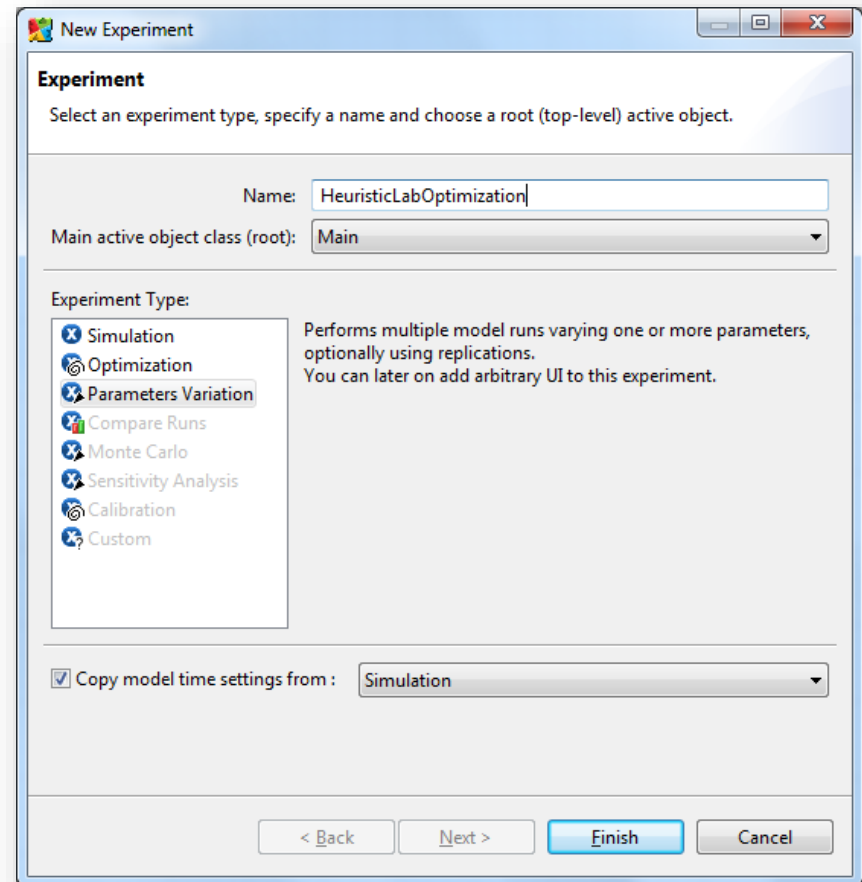 New Experiment
Experiment
Select an experiment type, specify a name and choose a root (top-level) active object.
Name: HeuristicLabOptimization
Main active object class (root): Main
Experiment Type:
Simulation
Optimization
Parameters Variation
Compare Runs
Monte Carlo
Sensitivity Analysis
Calibration
Custom
Performs multiple model runs varying one or more parameters,
optionally using replications.
You can later on add arbitrary UI to this experiment.
Copy model time settings from : Simulation
< Back Next > Finish Cancel